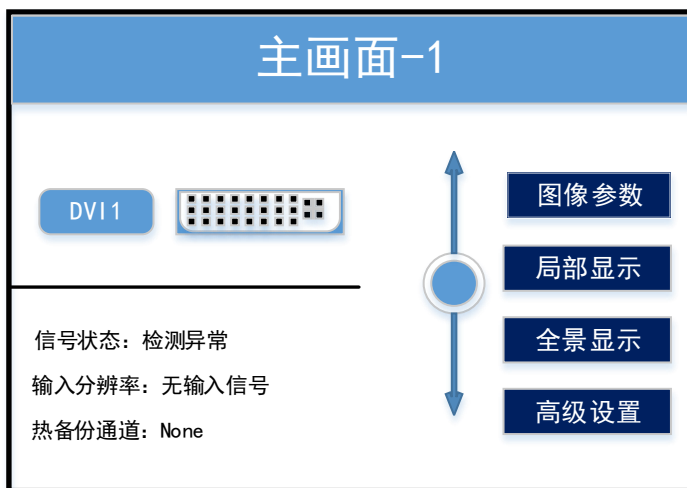 主画面-1
DVI1
图像参数
局部显示
全景显示
高级设置
信号状态：检测异常
输入分辨率：无输入信号
热备份通道：None